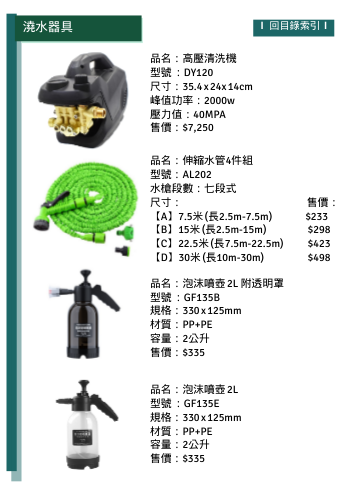 澆水器具
I 回目錄索引 I
品名：高壓清洗機
型號：DY120
尺寸：35.4x24x14cm
峰值功率：2000w
壓力值：40MPA
售價：$7,250
品名：伸縮水管4件組
型號：AL202
水槍段數：七段式
尺寸： 售價：
【A】7.5米(長2.5m-7.5m) $233
【B】15米(長2.5m-15m) $298
【C】22.5米(長7.5m-22.5m) $423
【D】30米(長10m-30m) $498
品名：泡沫噴壺2L 附透明罩
型號：GF135B
規格：330x125mm
材質：PP+PE
容量：2公升
售價：$335
品名：泡沫噴壺2L
型號：GF135E
規格：330x125mm
材質：PP+PE
容量：2公升
售價：$335